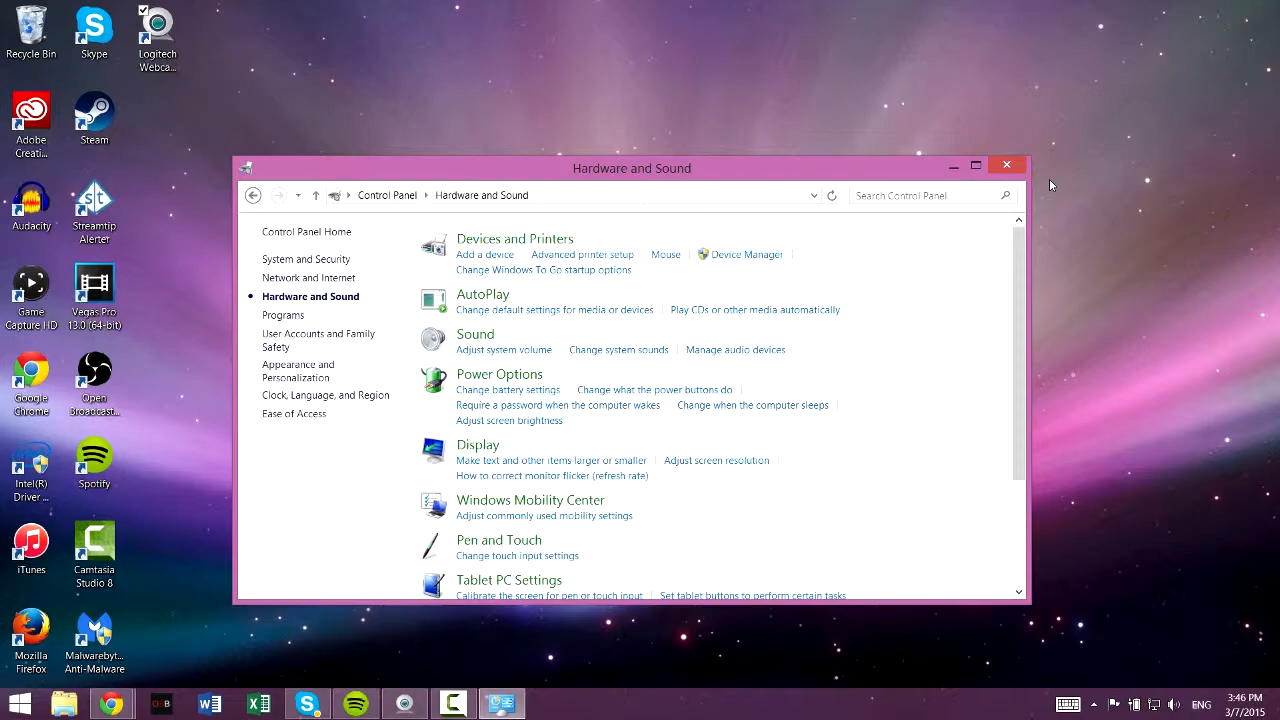 Recycle Bin
Skype
Logitech
Webca...
Adobe
Creati...
Steam
Audacity
Streamtip
Alerter
Game
Capture HD
Vegas Pro
13.0 (64-bit)
Google
Chrome
Open
Broadcast...
Intel(R)
Driver ...
Spotify
iTunes
Camtasia
Studio 8
Mozilla
Firefox
Malwarebyt...
Anti-Malware
Hardware and Sound
Control Panel
Hardware and Sound
Search Control Panel
Control Panel Home
System and Security
Network and Internet
Hardware and Sound
Programs
User Accounts and Family
Safety
Appearance and
Personalization
Clock, Language, and Region
Ease of Access
Devices and Printers
Add a device
Advanced printer setup
Mouse
Device Manager
Change Windows To Go startup options
AutoPlay
Change default settings for media or devices
Play CDs or other media automatically
Sound
Adjust system volume
Change system sounds
Manage audio devices
Power Options
Change battery settings
Change what the power buttons do
Require a password when the computer wakes
Change when the computer sleeps
Adjust screen brightness
Display
Make text and other items larger or smaller
Adjust screen resolution
How to correct monitor flicker (refresh rate)
Windows Mobility Center
Adjust commonly used mobility settings
Pen and Touch
Change touch input settings
Tablet PC Settings
Calibrate the screen for pen or touch input
Set tablet buttons to perform certain tasks
ENG
3:46 PM
3/7/2015